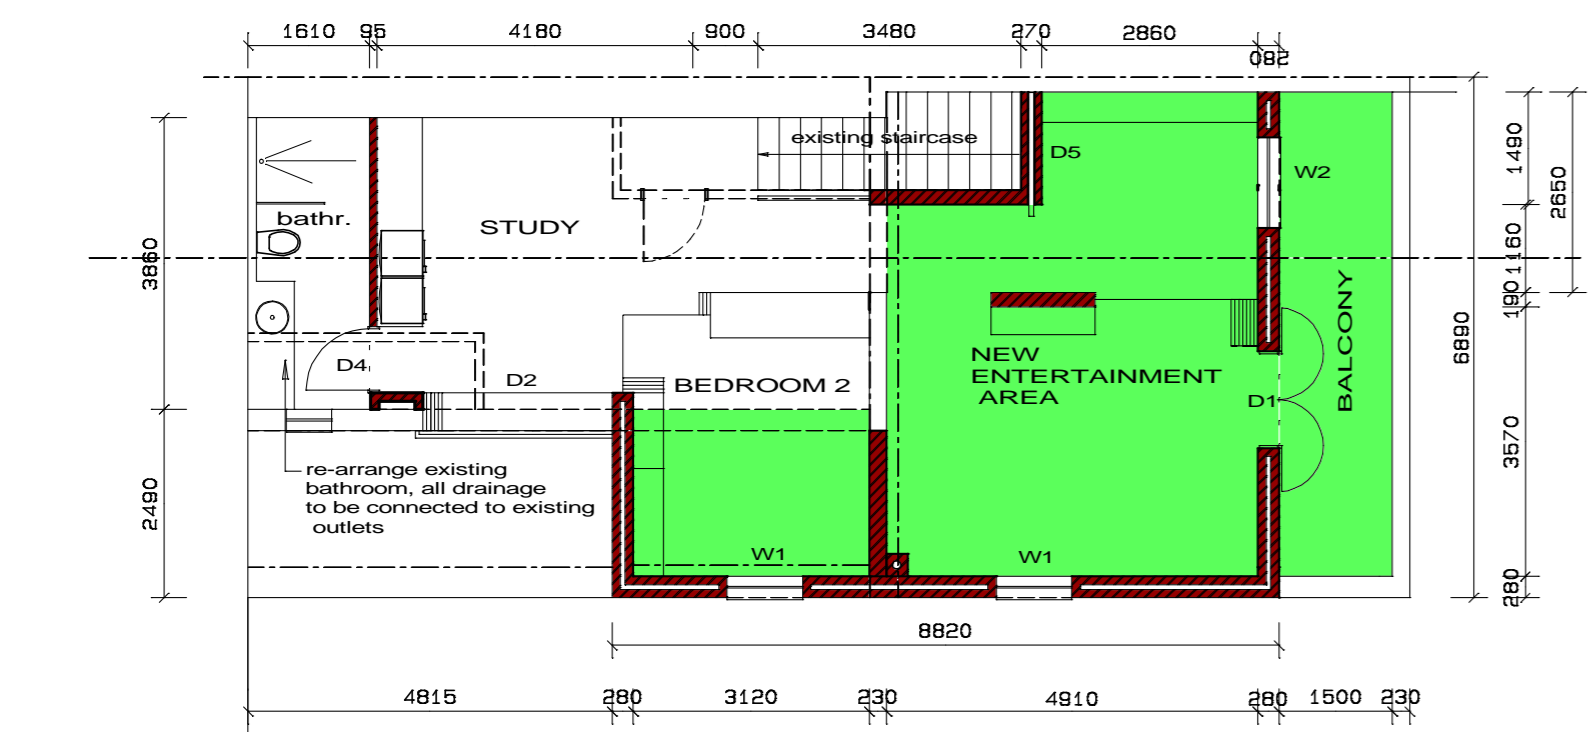 1610 95 4180 900 3480 270 2860
280
existing staircase
D5
W2
1490
2650
bathr.
STUDY
3860
1160
BALCONY
190
6890
D4
D2
BEDROOM 2
NEW
ENTERTAINMENT
AREA
D1
3570
re-arrange existing
bathroom, all drainage
to be connected to existing
outlets
2490
W1
W1
280
8820
4815 280 3120 230 4910 280 1500 230